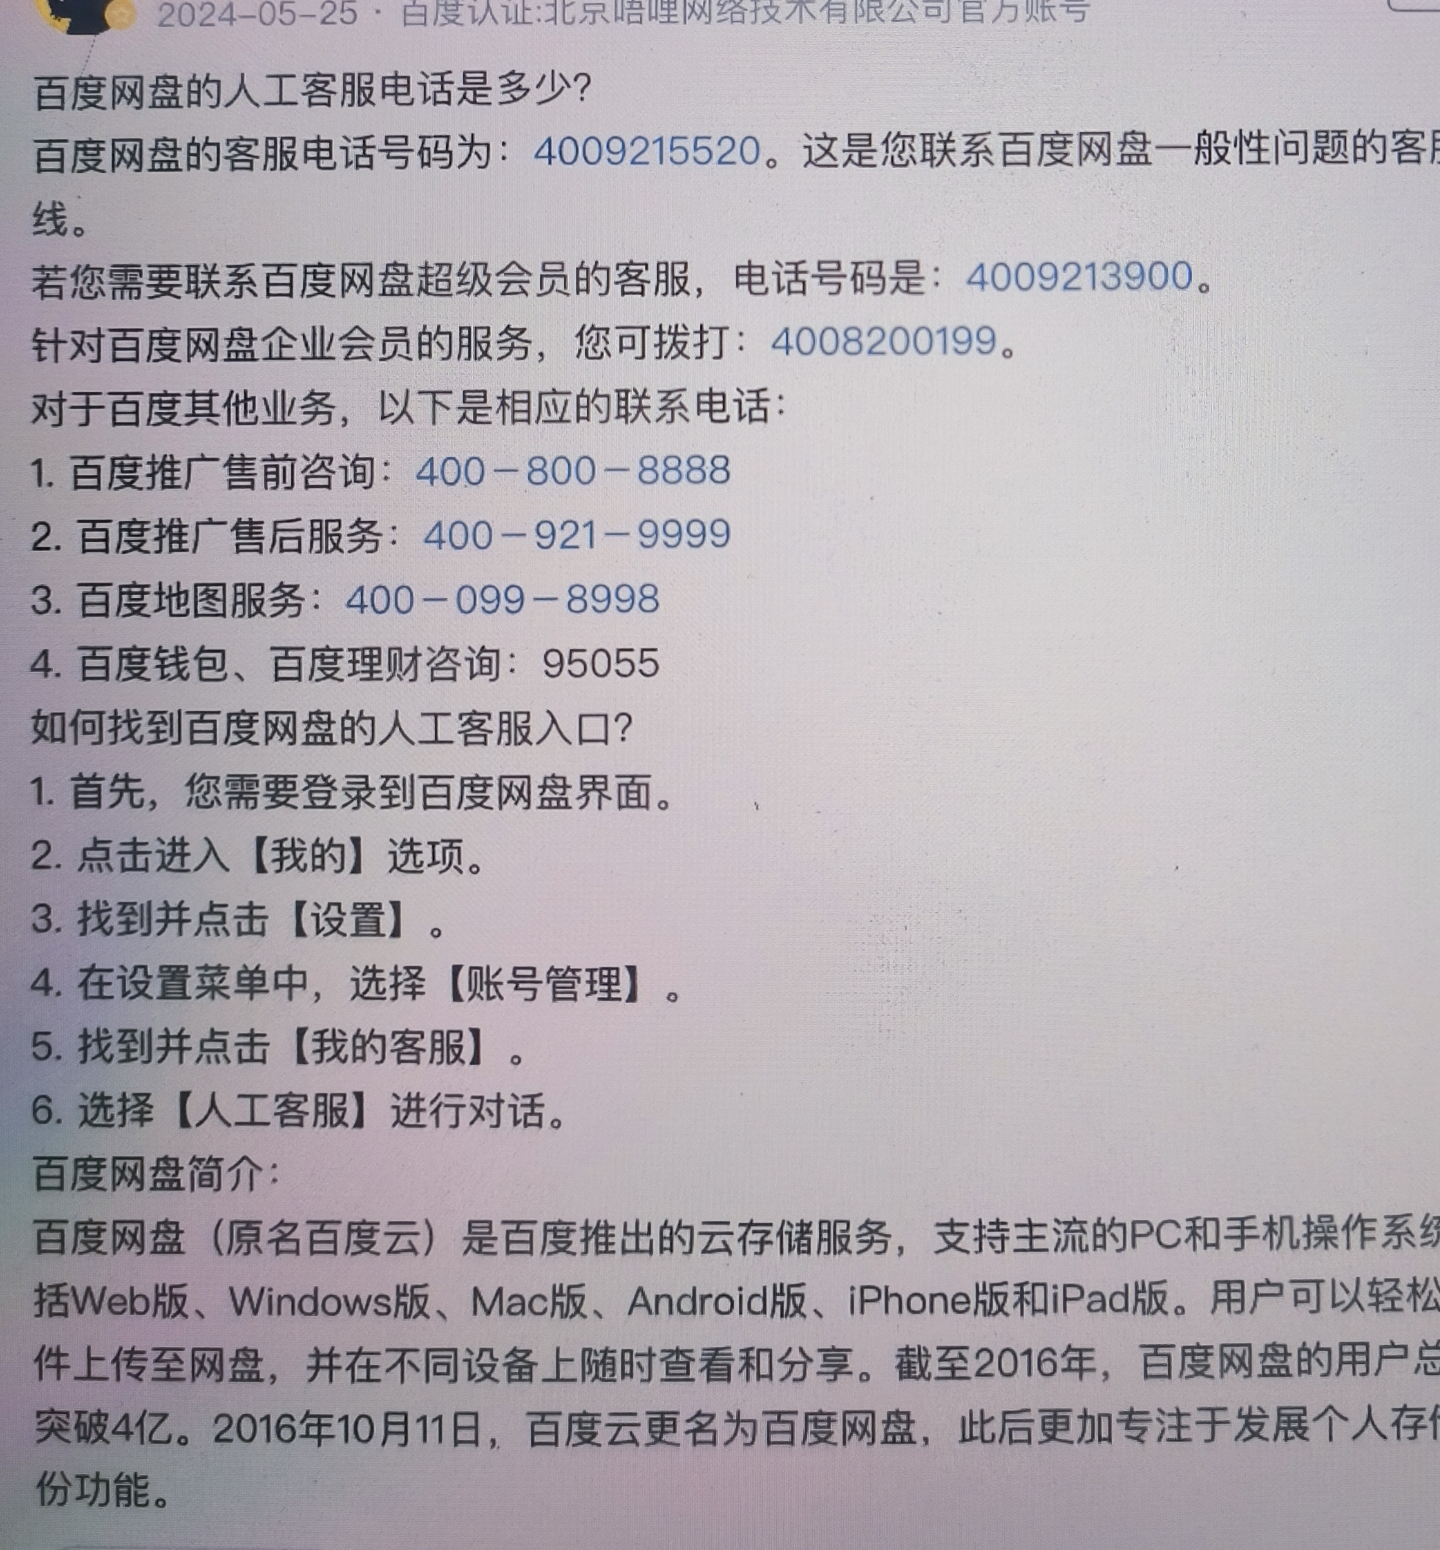 2024-05-25 · 百度认证:北京唔哩网络技术有限公司官方账号
百度网盘的人工客服电话是多少?
百度网盘的客服电话号码为：4009215520。这是您联系百度网盘一般性问题的客服
线。
若您需要联系百度网盘超级会员的客服，电话号码是：4009213900。
针对百度网盘企业会员的服务，您可拨打：4008200199。
对于百度其他业务，以下是相应的联系电话：
1. 百度推广售前咨询：400－800－8888
2. 百度推广售后服务：400－921－9999
3. 百度地图服务：400－099－8998
4. 百度钱包、百度理财咨询：95055
如何找到百度网盘的人工客服入口?
1. 首先，您需要登录到百度网盘界面。
2. 点击进入【我的】选项。
3. 找到并点击【设置】。
4. 在设置菜单中，选择【账号管理】。
5. 找到并点击【我的客服】。
6. 选择【人工客服】进行对话。
百度网盘简介：
百度网盘（原名百度云）是百度推出的云存储服务，支持主流的PC和手机操作系统
括Web版、Windows版、Mac版、Android版、iPhone版和iPad版。用户可以轻松
件上传至网盘，并在不同设备上随时查看和分享。截至2016年，百度网盘的用户总
突破4亿。2016年10月11日，百度云更名为百度网盘，此后更加专注于发展个人存储
份功能。